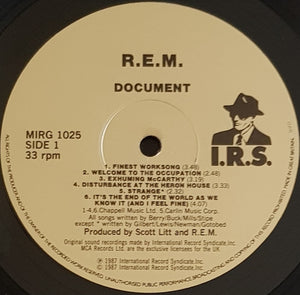 R.E.M.
DOCUMENT
MIRG 1025
SIDE 1
33 rpm
I.R.S.
1. FINEST WORKSONG (3.48)
2. WELCOME TO THE OCCUPATION (2.46)
3. EXHUMING McCARTHY (3.19)
4. DISTURBANCE AT THE HERON HOUSE (3.33)
5. STRANGE* (2.31)
6. IT'S THE END OF THE WORLD AS WE
KNOW IT (AND I FEEL FINE) (4.07)
1-4,6.Chappell Music Ltd. 5.Carlin Music Corp.
All songs written by Berry/Buck/Mills/Stipe
except * written by Gilbert/Lewis/Newman/Gotobed
Produced by Scott Litt and R.E.M.
Original sound recordings made by International Record Syndicate,Inc.
MCA Records Ltd. are the exclusive licensees for the UK.
℗ 1987 International Record Syndicate,Inc.
© 1987 International Record Syndicate,Inc.